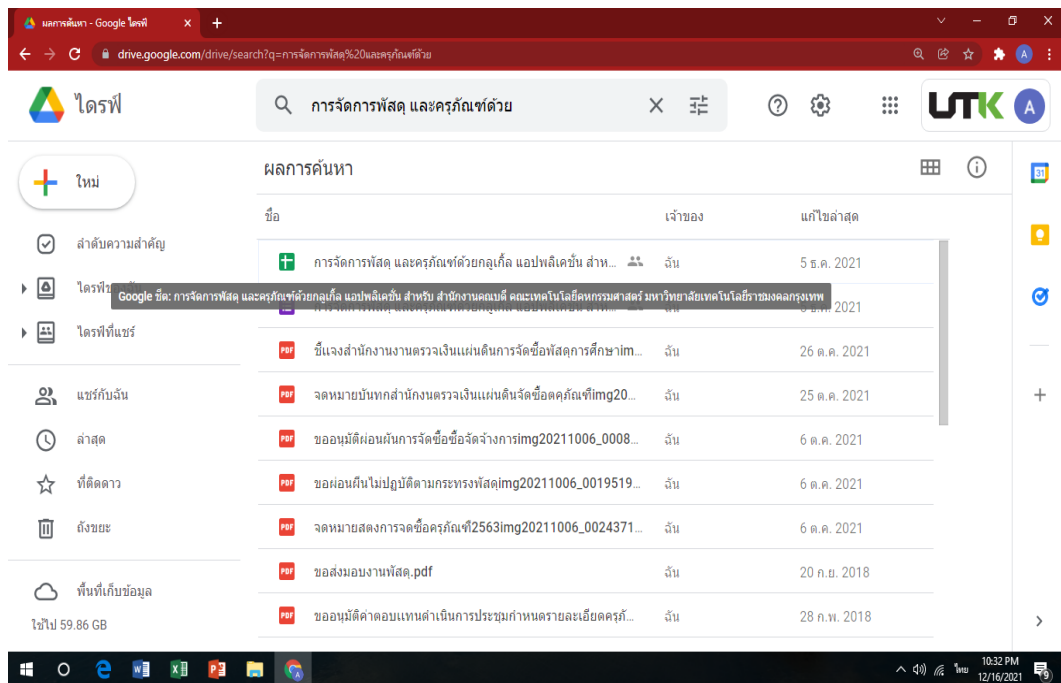 ผลการค้นหา - Google ไดรฟ์
drive.google.com/drive/search?q=การจัดการพัสดุ%20และครุภัณฑ์ด้วย
A
ไดรฟ์
การจัดการพัสดุ และครุภัณฑ์ด้วย
UTK
A
ใหม่
ผลการค้นหา
31
ชื่อ เจ้าของ แก้ไขล่าสุด
ลำดับความสำคัญ
การจัดการพัสดุ และครุภัณฑ์ด้วยกลูเกิ้ล แอปพลิเคชั่น สำห... ฉัน 5 ธ.ค. 2021
Google ชีต: การจัดการพัสดุ และครุภัณฑ์ด้วยกลูเกิ้ล แอปพลิเคชั่น สำหรับ สำนักงานคณบดี คณะเทคโนโลยีคหกรรมศาสตร์ มหาวิทยาลัยเทคโนโลยีราชมงคลกรุงเทพ
2021
ไดรฟ์ที่แชร์
PDF ชี้แจงสำนักงานงานตรวจเงินแผ่นดินการจัดซื้อพัสดุการศึกษาim... ฉัน 26 ต.ค. 2021
แชร์กับฉัน
PDF จดหมายบันทกสำนักงนตรวจเงินแผ่นดินจัดซื้อตคุภัณฑืimg20... ฉัน 25 ต.ค. 2021
ล่าสุด
PDF ขออนุมัติผ่อนผันการจัดซื้อซื้อจัดจ้างการimg20211006_0008... ฉัน 6 ต.ค. 2021
ที่ติดดาว
PDF ขอผ่อนผืนไม่ปฏูบัติตามกระทรงพัสดุimg20211006_0019519... ฉัน 6 ต.ค. 2021
ถังขยะ
PDF จดหมายสดงการจดซื้อครุภัณฑื2563img20211006_0024371... ฉัน 6 ต.ค. 2021
PDF ขอส่งมอบงานพัสดุ.pdf ฉัน 20 ก.ย. 2018
พื้นที่เก็บข้อมูล
PDF ขออนุมัติค่าตอบแทนดำเนินการประชุมกำหนดรายละเอียดครุภั... ฉัน 28 ก.พ. 2018
ใช้ไป 59.86 GB
ไทย
10:32 PM
12/16/2021